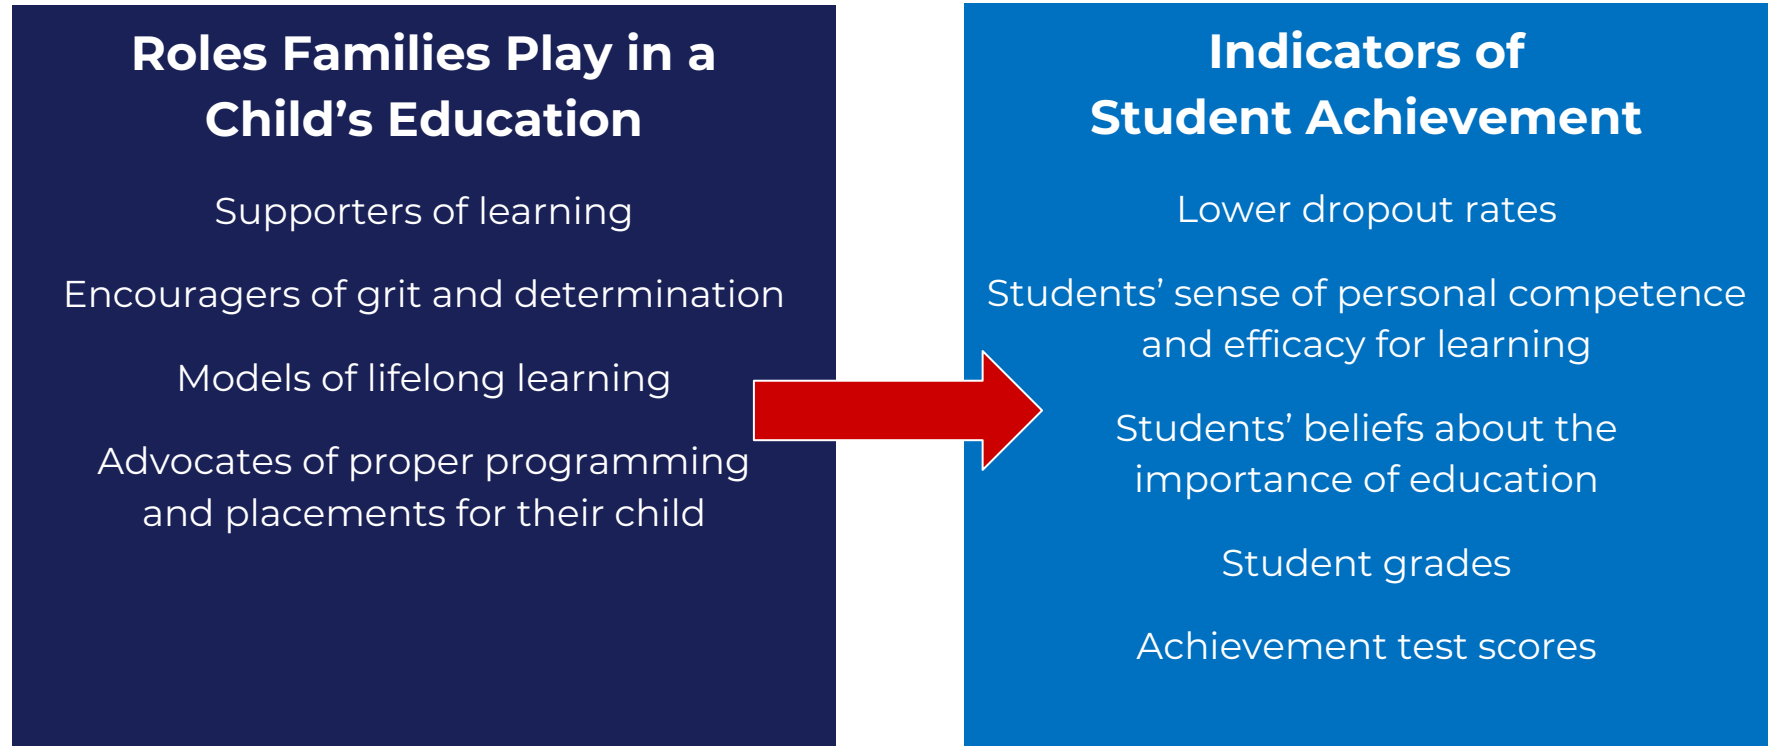 Roles Families Play in a
Child’s Education
Supporters of learning
Encouragers of grit and determination
Models of lifelong learning
Advocates of proper programming
and placements for their child
Indicators of
Student Achievement
Lower dropout rates
Students’ sense of personal competence
and efficacy for learning
Students’ beliefs about the
importance of education
Student grades
Achievement test scores